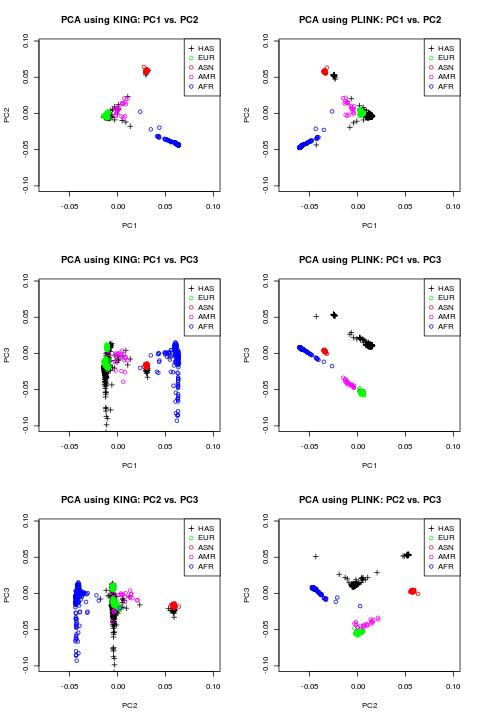 PCA using KING: PC1 vs. PC2
PC2
0.10
0.05
0.00
-0.05
-0.10
-0.05
0.00
0.05
0.10
PC1
HAS
EUR
ASN
AMR
AFR
PCA using PLINK: PC1 vs. PC2
PC2
0.10
0.05
0.00
-0.05
-0.10
-0.05
0.00
0.05
0.10
PC1
HAS
EUR
ASN
AMR
AFR
PCA using KING: PC1 vs. PC3
PC3
0.10
0.05
0.00
-0.05
-0.10
-0.05
0.00
0.05
0.10
PC1
HAS
EUR
ASN
AMR
AFR
PCA using PLINK: PC1 vs. PC3
PC3
0.10
0.05
0.00
-0.05
-0.10
-0.05
0.00
0.05
0.10
PC1
HAS
EUR
ASN
AMR
AFR
PCA using KING: PC2 vs. PC3
PC3
0.10
0.05
0.00
-0.05
-0.10
-0.05
0.00
0.05
0.10
PC2
HAS
EUR
ASN
AMR
AFR
PCA using PLINK: PC2 vs. PC3
PC3
0.10
0.05
0.00
-0.05
-0.10
-0.05
0.00
0.05
0.10
PC2
HAS
EUR
ASN
AMR
AFR